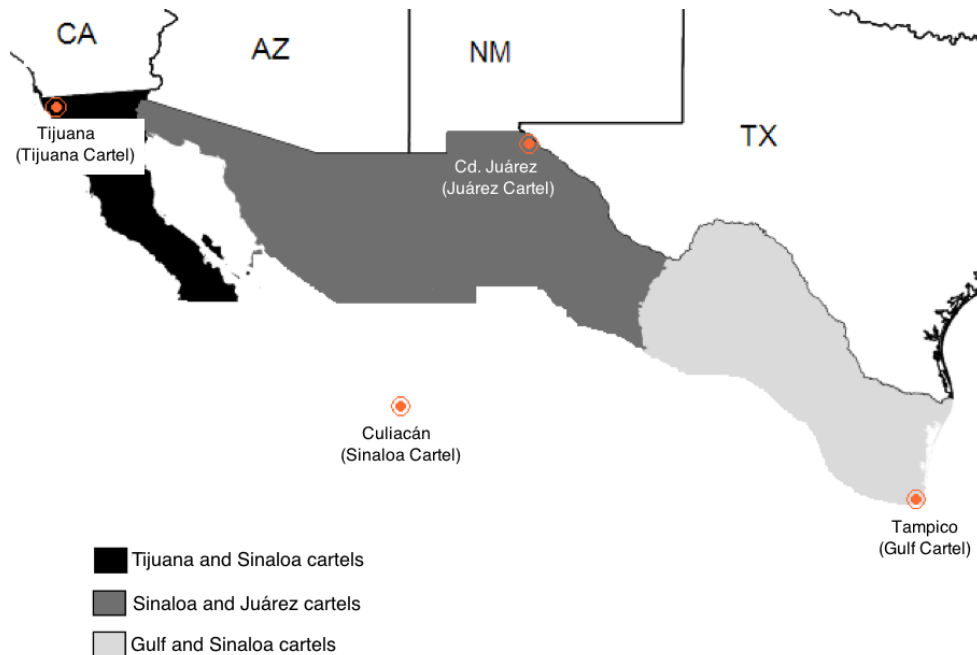 CA
AZ
NM
TX
Tijuana
(Tijuana Cartel)
Cd. Juárez
(Juárez Cartel)
Culiacán
(Sinaloa Cartel)
Tampico
(Gulf Cartel)
Tijuana and Sinaloa cartels
Sinaloa and Juárez cartels
Gulf and Sinaloa cartels